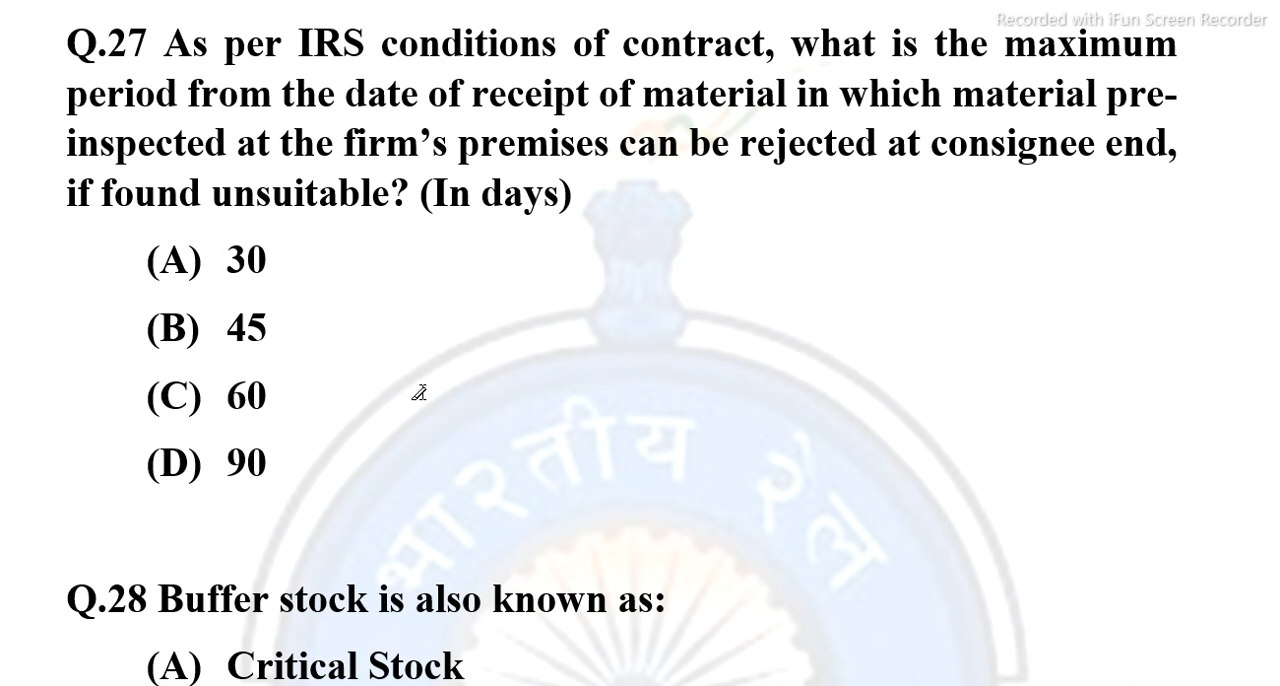 Recorded with iFun Screen Recorder
Q.27 As per IRS conditions of contract, what is the maximum
period from the date of receipt of material in which material pre-
inspected at the firm’s premises can be rejected at consignee end,
if found unsuitable? (In days)
(A) 30
(B) 45
(C) 60
(D) 90
भारतीय रेल
Q.28 Buffer stock is also known as:
(A) Critical Stock